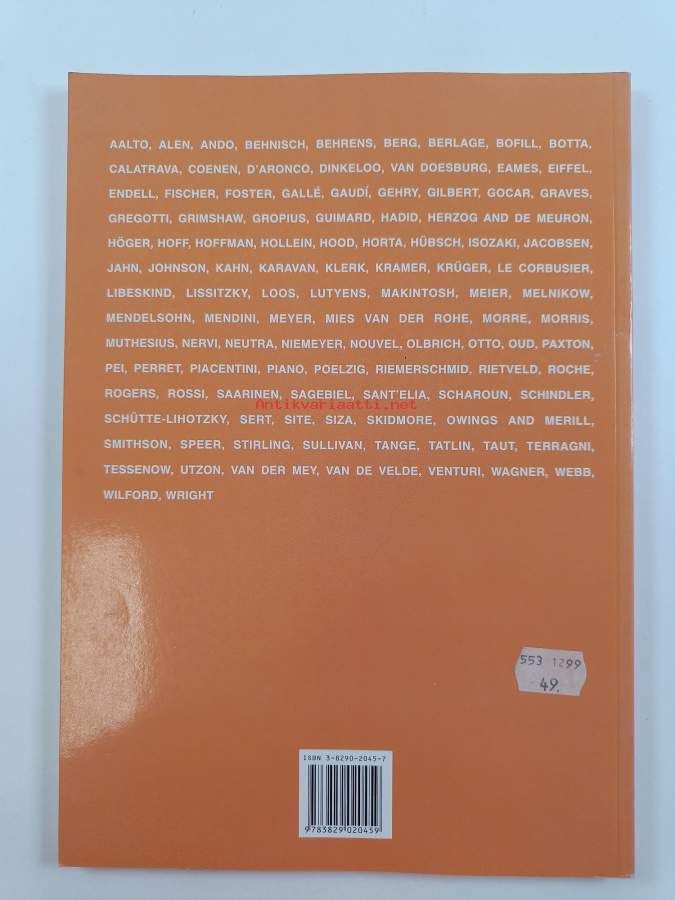 AALTO, ALEN, ANDO, BEHNISCH, BEHRENS, BERG, BERLAGE, BOFILL, BOTTA,
CALATRAVA, COENEN, D'ARONCO, DINKELOO, VAN DOESBURG, EAMES, EIFFEL,
ENDELL, FISCHER, FOSTER, GALLÉ, GAUDÍ, GEHRY, GILBERT, GOCAR, GRAVES,
GREGOTTI, GRIMSHAW, GROPIUS, GUIMARD, HADID, HERZOG AND DE MEURON,
HÖGER, HOFF, HOFFMAN, HOLLEIN, HOOD, HORTA, HÜBSCH, ISOZAKI, JACOBSEN,
JAHN, JOHNSON, KAHN, KARAVAN, KLERK, KRAMER, KRÜGER, LE CORBUSIER,
LIBESKIND, LISSITZKY, LOOS, LUTYENS, MAKINTOSH, MEIER, MELNIKOW,
MENDELSOHN, MENDINI, MEYER, MIES VAN DER ROHE, MORRE, MORRIS,
MUTHESIUS, NERVI, NEUTRA, NIEMEYER, NOUVEL, OLBRICH, OTTO, OUD, PAXTON,
PEI, PERRET, PIACENTINI, PIANO, POELZIG, RIEMERSCHMID, RIETVELD, ROCHE,
ROGERS, ROSSI, SAARINEN, SAGEBIEL, SANT'ELIA, SCHAROUN, SCHINDLER,
Antikvariaatti.net
SCHÜTTE-LIHOTZKY, SERT, SITE, SIZA, SKIDMORE, OWINGS AND MERILL,
SMITHSON, SPEER, STIRLING, SULLIVAN, TANGE, TATLIN, TAUT, TERRAGNI,
TESSENOW, UTZON, VAN DER MEY, VAN DE VELDE, VENTURI, WAGNER, WEBB,
WILFORD, WRIGHT
553 1299
49.
ISBN 3-8290-2045-7
9 783829 020459